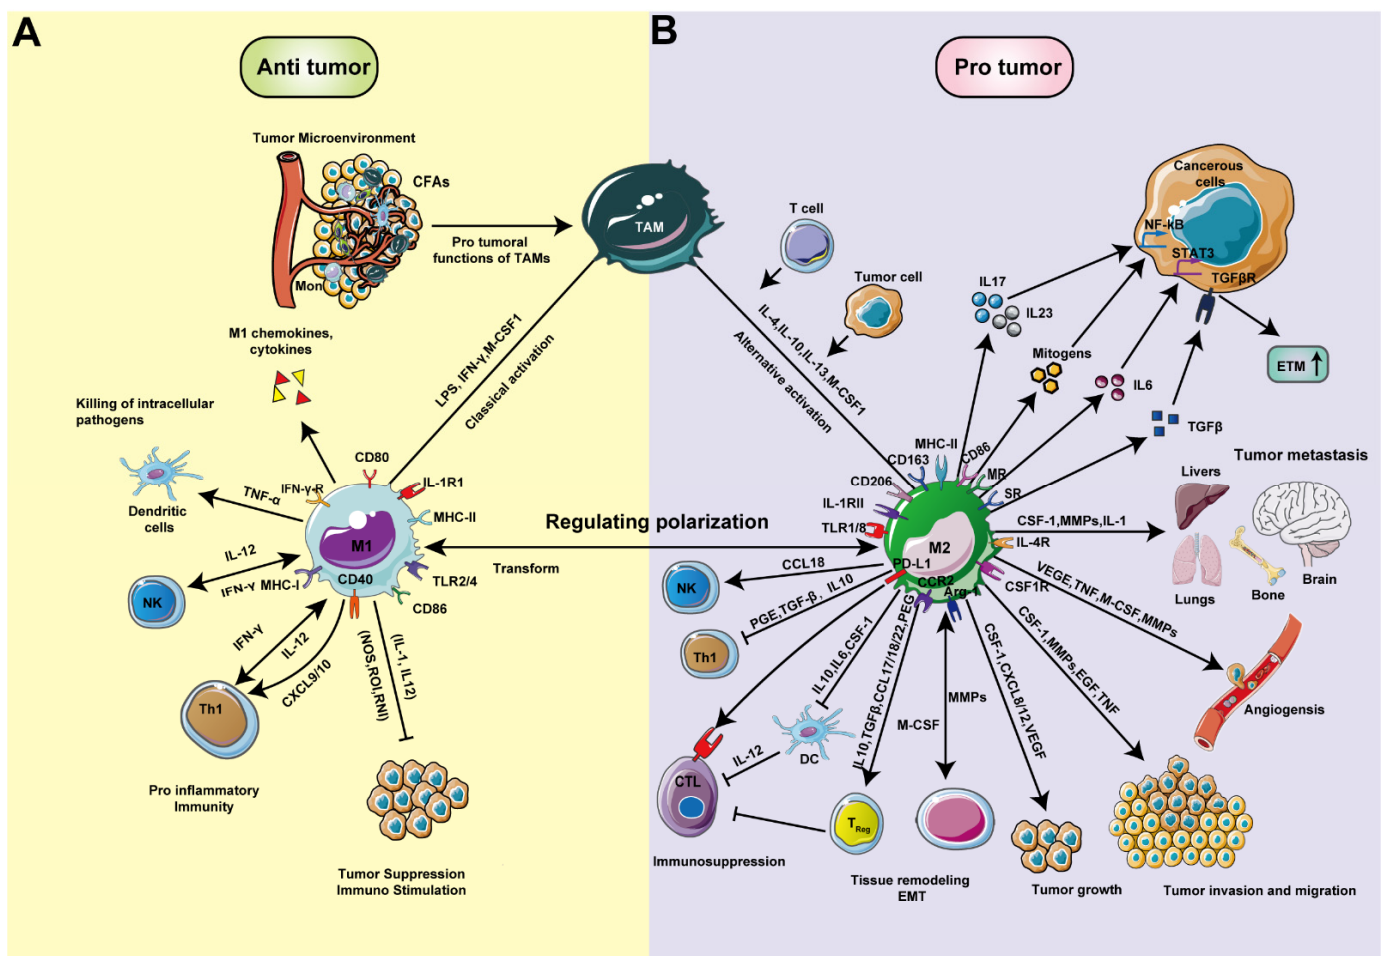 A
Anti tumor
Tumor Microenvironment
CFAs
Mon
Pro tumoral
functions of TAMs
TAM
M1 chemokines,
cytokines
LPS, IFN-γ,M-CSF1
Classical activation
Killing of intracellular
pathogens
Dendritic
cells
TNF-α
IFN-γ-R
CD80
IL-1R1
MHC-II
M1
CD40
MHC-I
TLR2/4
CD86
IL-12
IFN-γ
NK
IFN-γ
IL-12
CXCL9/10
Th1
(NOS,ROI,RNI)
(IL-1, IL12)
Pro inflammatory
Immunity
Tumor Suppression
Immuno Stimulation
Regulating polarization
Transform
B
Pro tumor
T cell
Tumor cell
IL-4,IL-10,IL-13,M-CSF1
Alternative activation
IL17
IL23
Mitogens
IL6
TGFβ
Cancerous
cells
NF-kB
STAT3
TGFβR
ETM
MHC-II
CD163
CD86
CD206
MR
IL-1RII
SR
TLR1/8
M2
IL-4R
PD-L1
CCR2
CSF1R
Arg-1
CSF-1,MMPs,IL-1
Tumor metastasis
Livers
Lungs
Bone
Brain
CCL18
NK
PGE,TGF-β, IL10
Th1
IL10,IL6,CSF-1
DC
IL-12
CTL
Immunosuppression
IL10,TGFβ,CCL17/18/22,PEG
TReg
M-CSF
MMPs
Tissue remodeling
EMT
CSF-1,CXCL8/12,VEGF
Tumor growth
CSF-1,MMPs,EGF,TNF
Tumor invasion and migration
VEGE,TNF,M-CSF,MMPs
Angiogensis